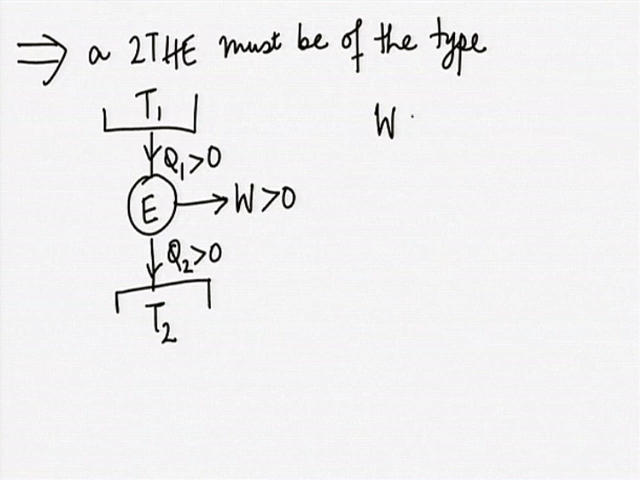 ⇒ a 2THE must be of the type
T₁
W
Q₁>0
E → W>0
Q₂>0
T₂